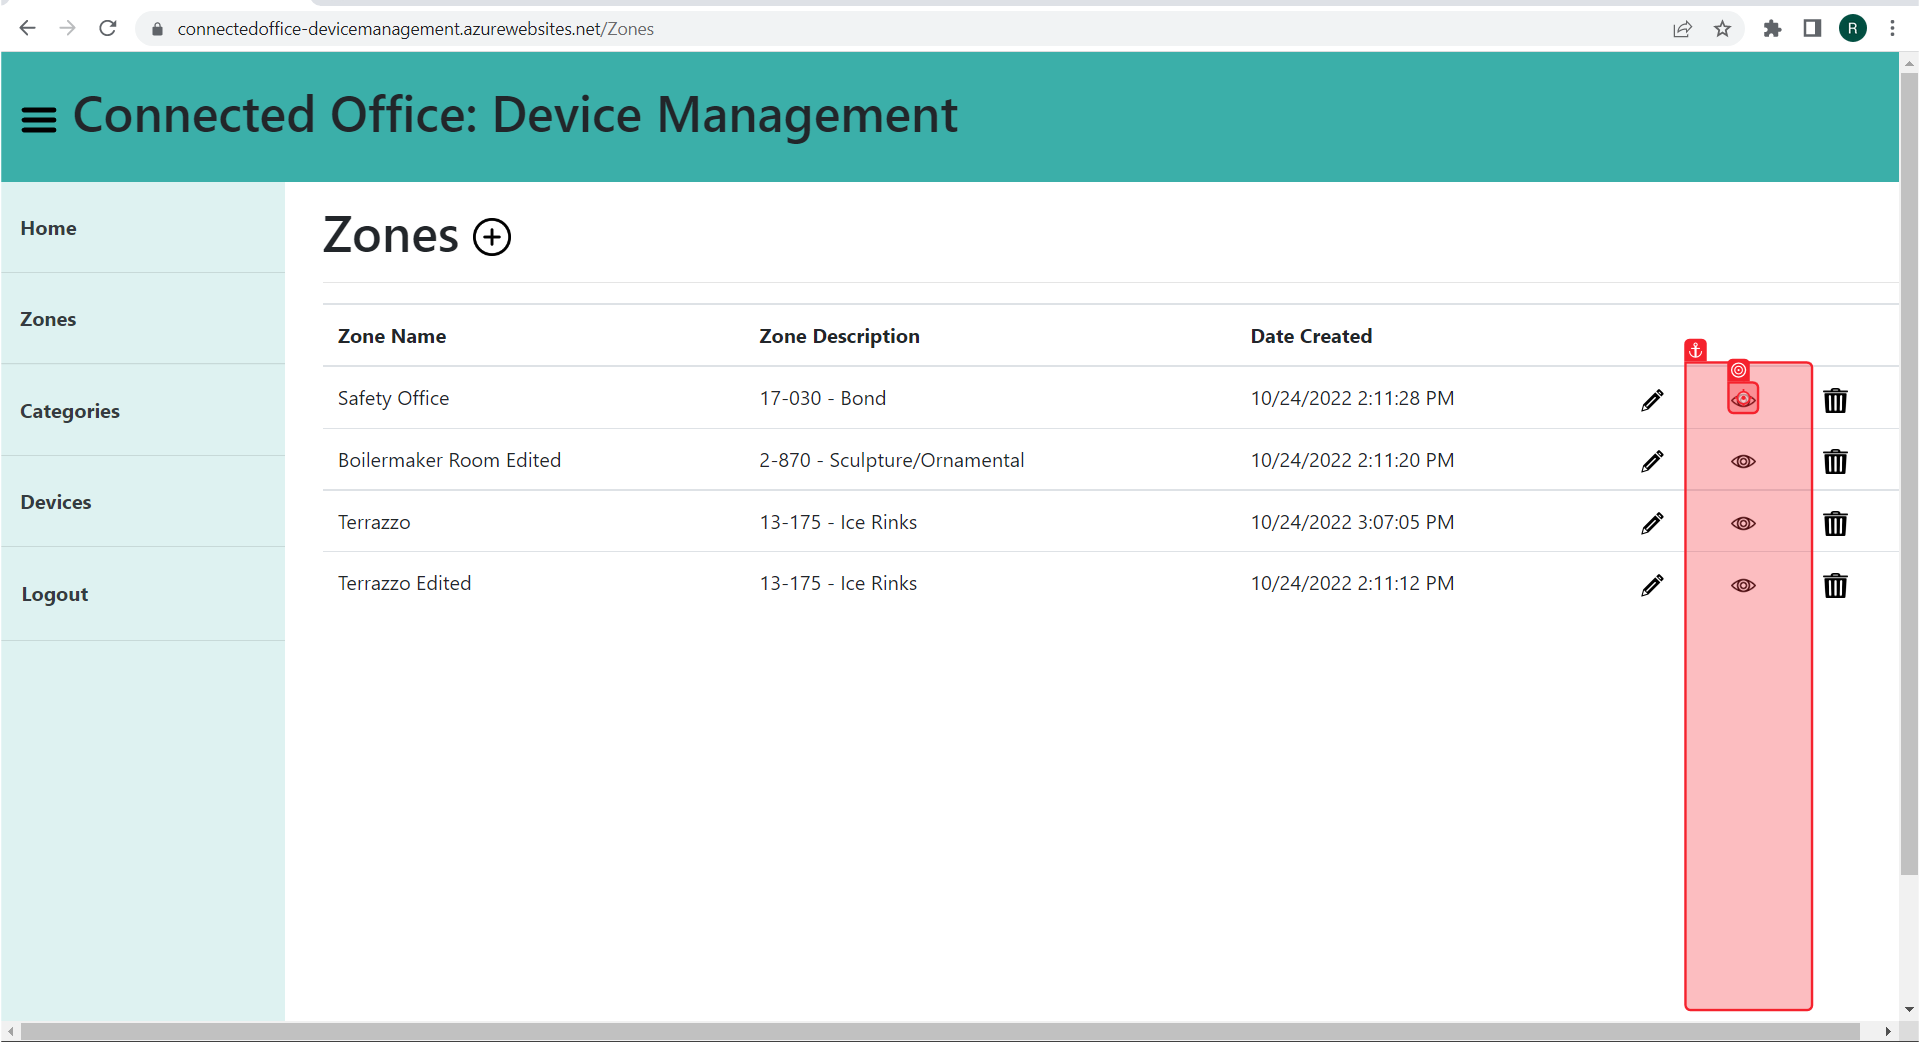 connectedoffice-devicemanagement.azurewebsites.net/Zones
R
Connected Office: Device Management
Home
Zones
Categories
Devices
Logout
Zones
Zone Name Zone Description Date Created
Safety Office 17-030 - Bond 10/24/2022 2:11:28 PM
Boilermaker Room Edited 2-870 - Sculpture/Ornamental 10/24/2022 2:11:20 PM
Terrazzo 13-175 - Ice Rinks 10/24/2022 3:07:05 PM
Terrazzo Edited 13-175 - Ice Rinks 10/24/2022 2:11:12 PM